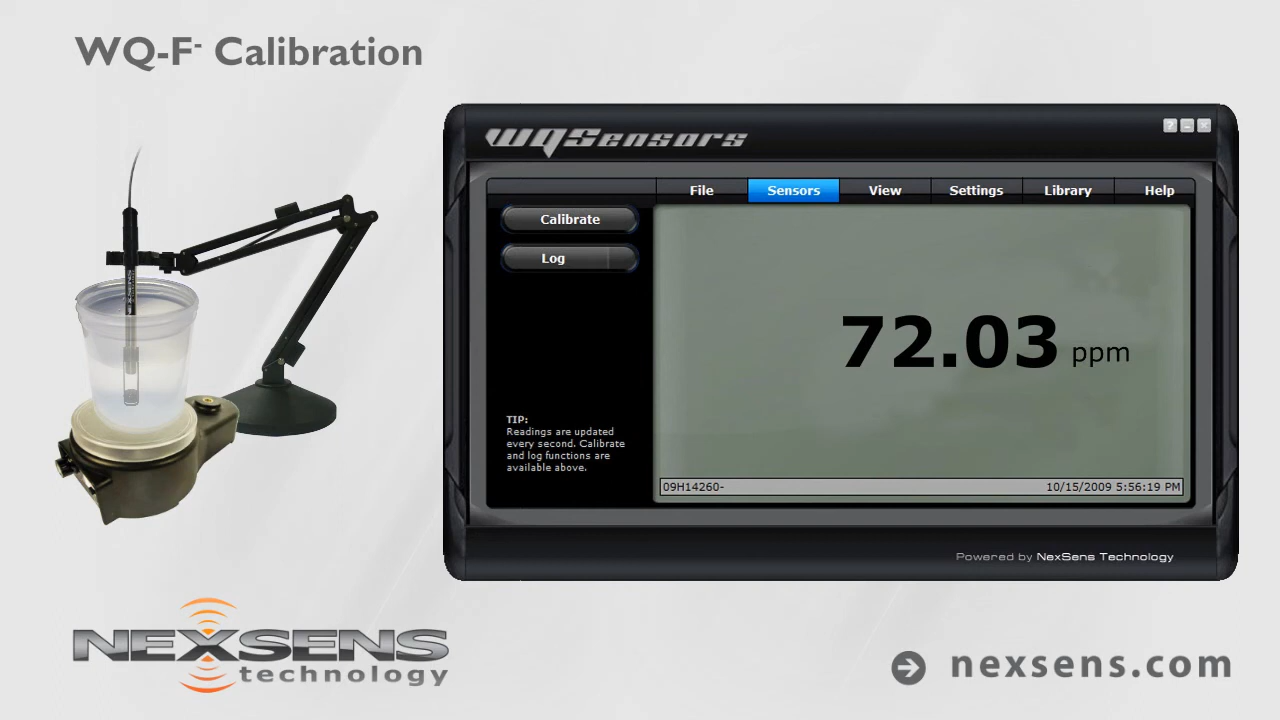 WQ-F- Calibration
WQSensors
? – ×
File Sensors View Settings Library Help
Calibrate
Log
72.03 ppm
TIP:
Readings are updated
every second. Calibrate
and log functions are
available above.
09H14260- 10/15/2009 5:56:19 PM
Powered by NexSens Technology
NEXSENS
NEXSENS
technology
nexsens.com